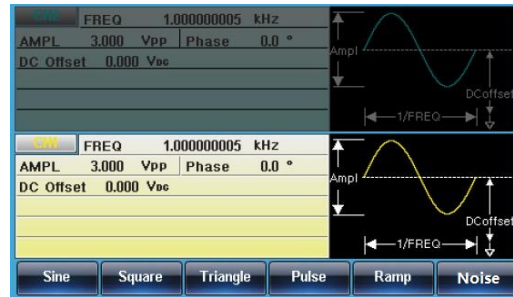 CH2 FREQ 1.000000005 kHz
AMPL 3.000 Vpp Phase 0.0 °
DC Offset 0.000 VDC
Ampl
DCoffset
1/FREQ
CH1 FREQ 1.000000005 kHz
AMPL 3.000 Vpp Phase 0.0 °
DC Offset 0.000 VDC
Ampl
DCoffset
1/FREQ
Sine Square Triangle Pulse Ramp Noise